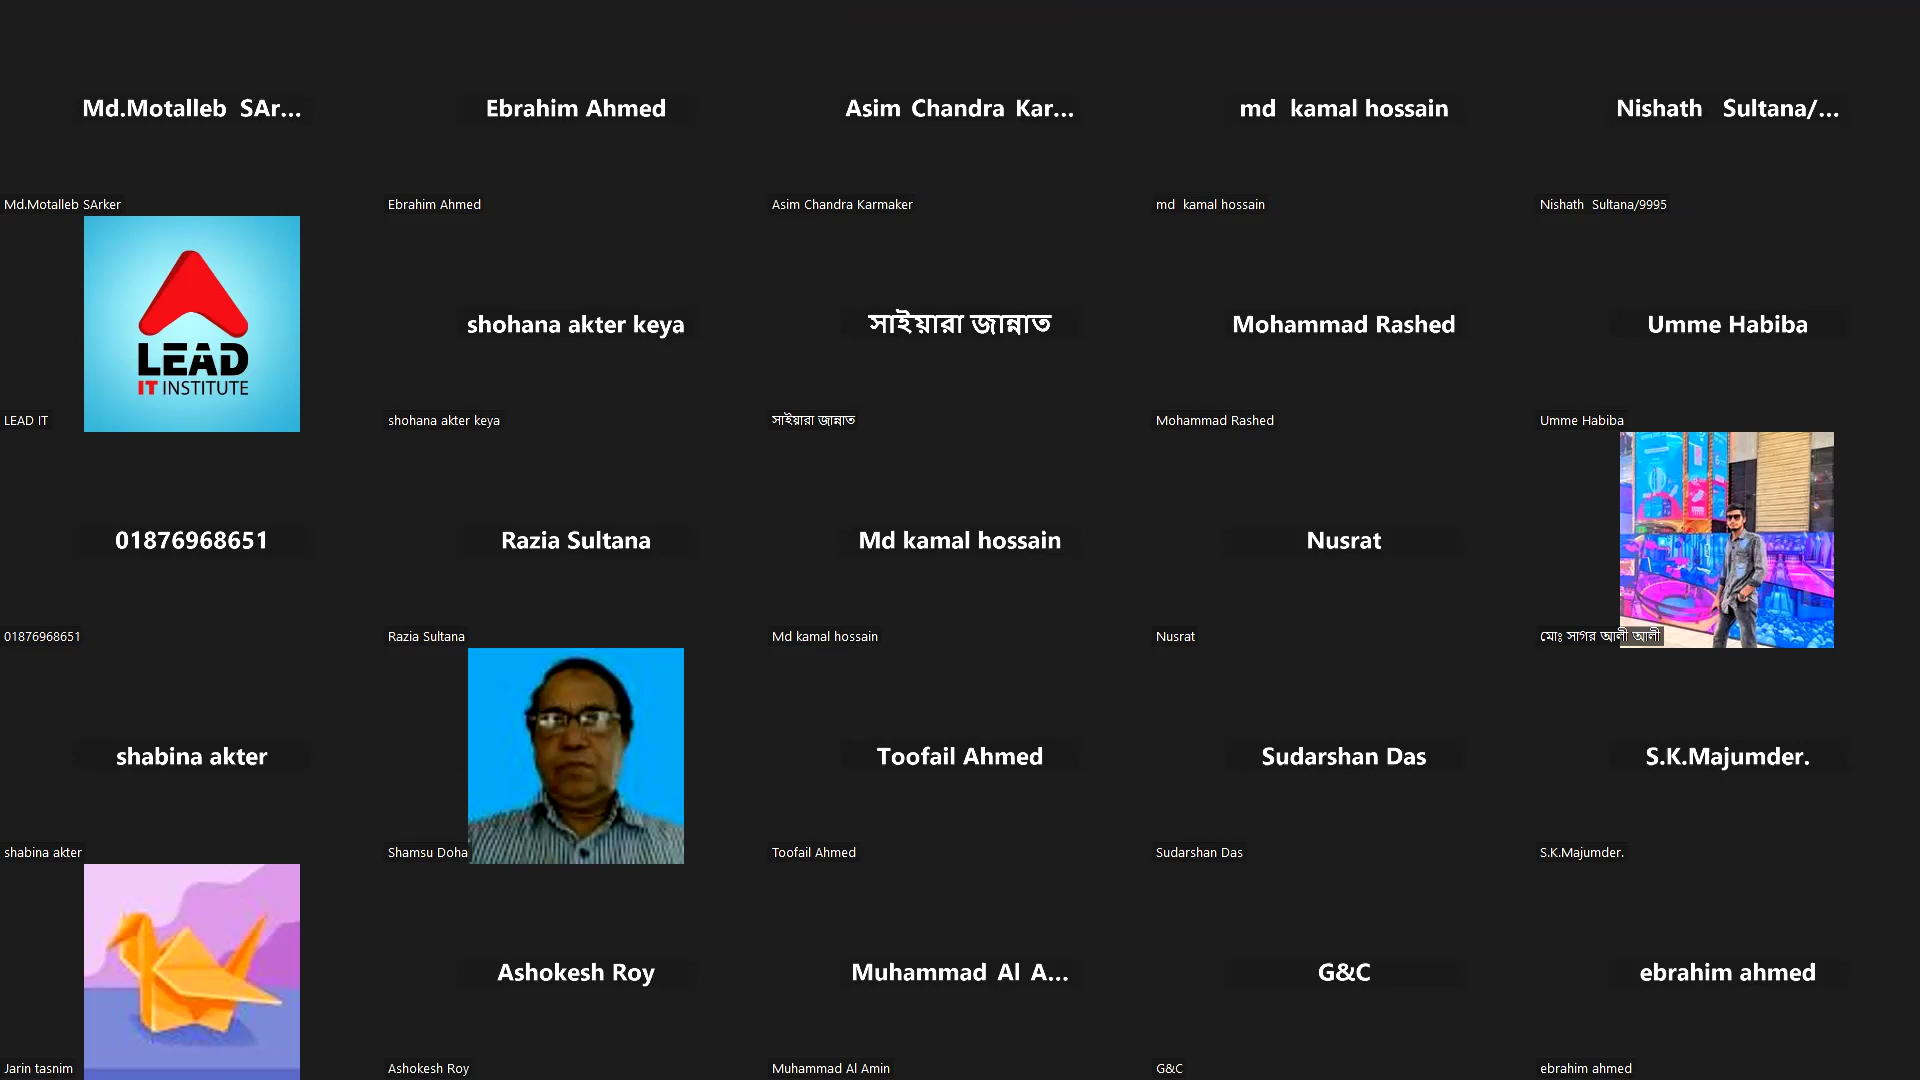 Md.Motalleb SAr...
Ebrahim Ahmed
Asim Chandra Kar...
md kamal hossain
Nishath Sultana/...
Md.Motalleb SArker
Ebrahim Ahmed
Asim Chandra Karmaker
md kamal hossain
Nishath Sultana/9995
LEAD
IT INSTITUTE
shohana akter keya
সাইয়ারা জান্নাত
Mohammad Rashed
Umme Habiba
LEAD IT
shohana akter keya
সাইয়ারা জান্নাত
Mohammad Rashed
Umme Habiba
01876968651
Razia Sultana
Md kamal hossain
Nusrat
01876968651
Razia Sultana
Md kamal hossain
Nusrat
মোঃ সাগর আলী আলী
shabina akter
Toofail Ahmed
Sudarshan Das
S.K.Majumder.
shabina akter
Shamsu Doha
Toofail Ahmed
Sudarshan Das
S.K.Majumder.
Ashokesh Roy
Muhammad Al A...
G&C
ebrahim ahmed
Jarin tasnim
Ashokesh Roy
Muhammad Al Amin
G&C
ebrahim ahmed